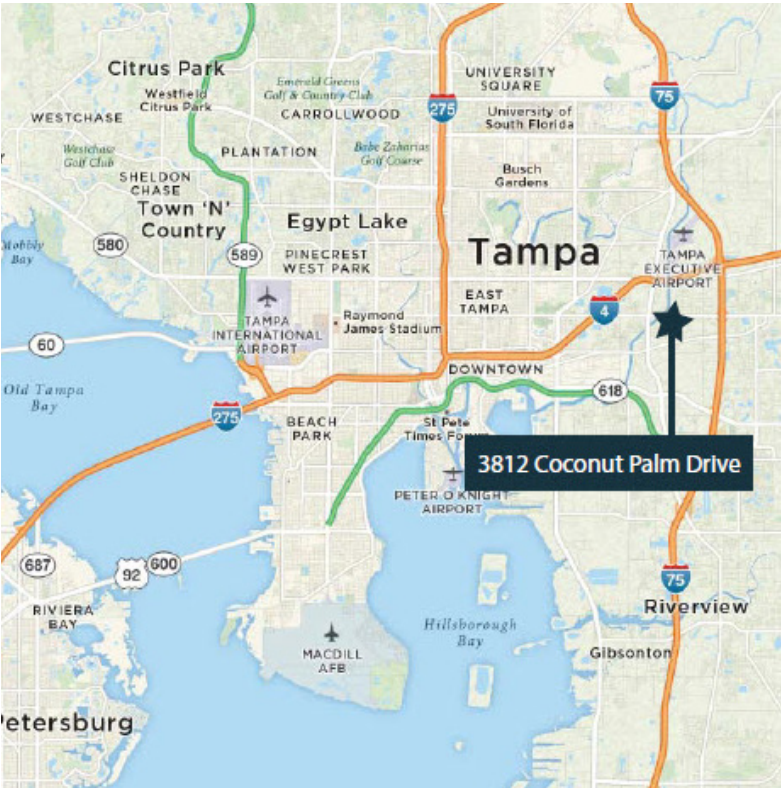 Citrus Park
Westfield
Citrus Park
WESTCHASE
Westchase
Golf Club
SHELDON
CHASE
Town 'N'
Country
Emerald Greens
Golf & Country Club
CARROLLWOOD
PLANTATION
Babe Zaharias
Golf Course
275
UNIVERSITY
SQUARE
University of
South Florida
75
Busch
Gardens
Egypt Lake
Tampa
Mobbly
Bay
580
589
PINECREST
WEST PARK
TAMPA
EXECUTIVE
AIRPORT
EAST
TAMPA
4
TAMPA
INTERNATIONAL
AIRPORT
Raymond
James Stadium
60
Old Tampa
Bay
DOWNTOWN
618
275
BEACH
PARK
St Pete
Times Forum
3812 Coconut Palm Drive
PETER O KNIGHT
AIRPORT
687
92
600
75
RIVIERA
BAY
MACDILL
AFB
Hillsborough
Bay
Riverview
Gibsonton
etersburg